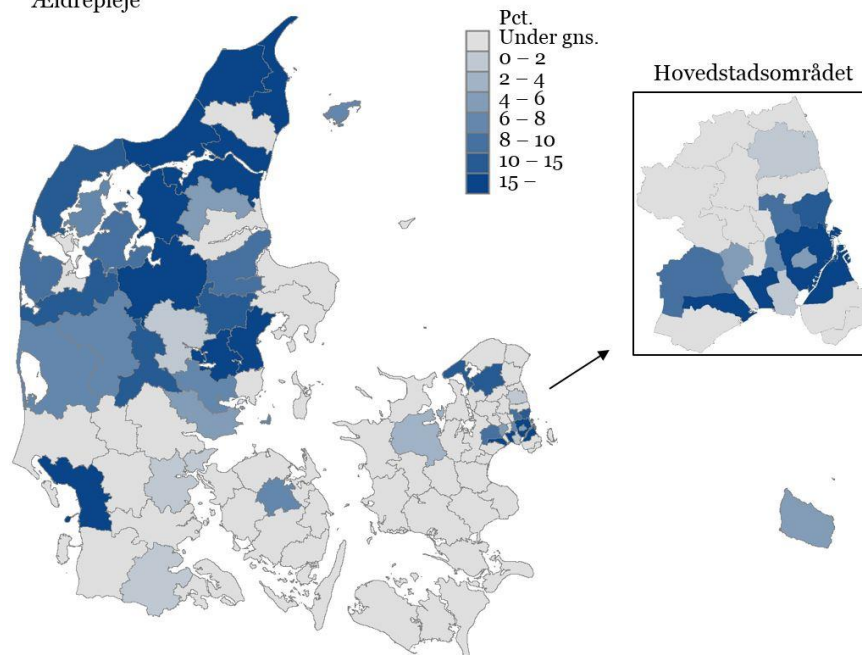 Ældrepleje
Pct.
Under gns.
0 – 2
2 – 4
4 – 6
6 – 8
8 – 10
10 – 15
15 –
Hovedstadsområdet